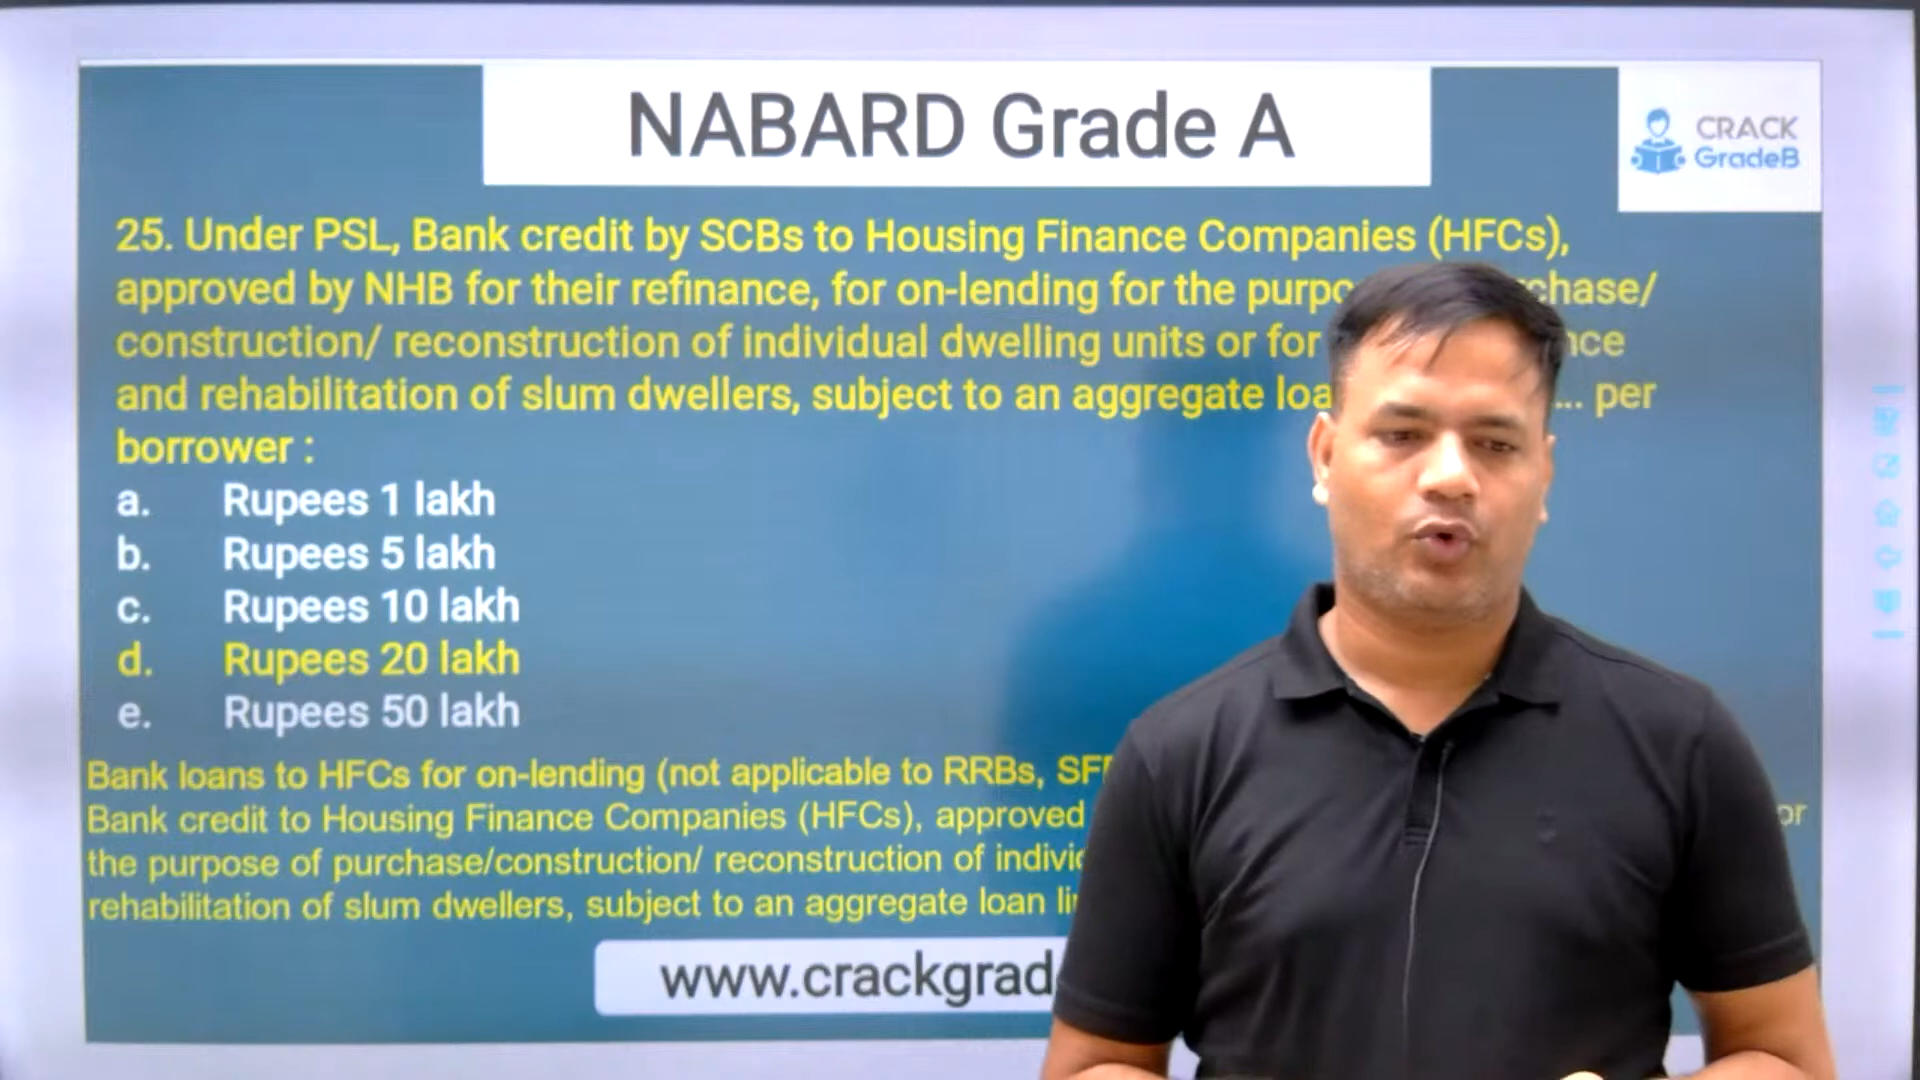 NABARD Grade A
CRACK
GradeB
25. Under PSL, Bank credit by SCBs to Housing Finance Companies (HFCs),
approved by NHB for their refinance, for on-lending for the chase/
construction/ reconstruction of individual dwelling units or for nce
and rehabilitation of slum dwellers, subject to an aggregate ... per
borrower :
a. Rupees 1 lakh
b. Rupees 5 lakh
c. Rupees 10 lakh
d. Rupees 20 lakh
e. Rupees 50 lakh
Bank loans to HFCs for on-lending (not applicable to RRBs,
Bank credit to Housing Finance Companies (HFCs), approved or
the purpose of purchase/construction/ reconstruction of
rehabilitation of slum dwellers, subject to an aggregate loan
www.crackgrad